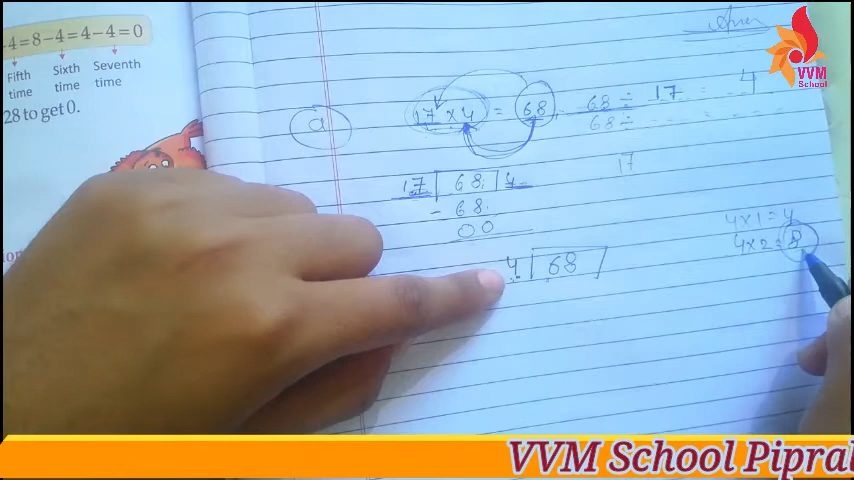 -4=8-4=4-4=0
Fifth time
Sixth time
Seventh time
28 to get 0.
VVM
School
a
17 × 4 = 68
68 ÷ 17 = 4
68 ÷
17
17 68 4
- 68
00
4 68
4×1=4
4×2=8
VVM School Pipral